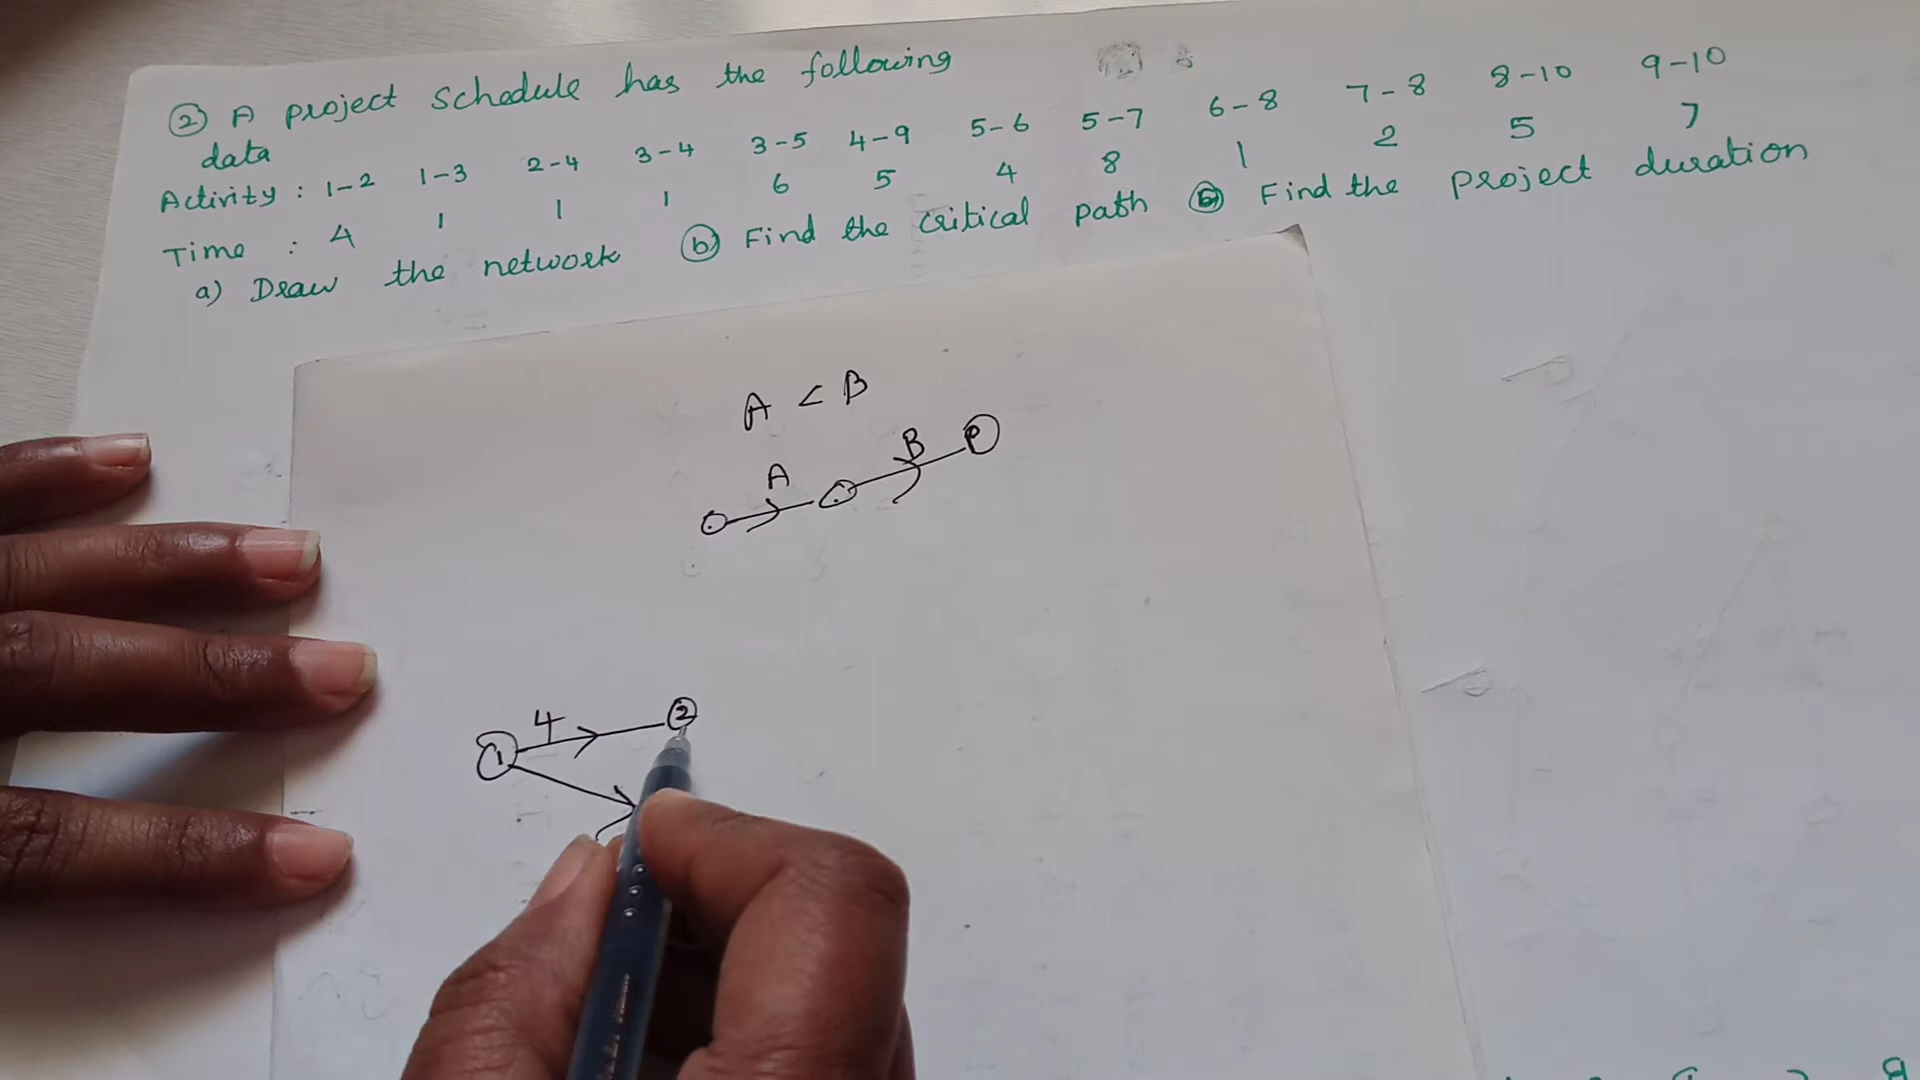 ② A project schedule has the following
data
Activity : 1-2 1-3 2-4 3-4 3-5 4-9 5-6 5-7 6-8 7-8 8-10 9-10
Time : 4 1 1 1 6 5 4 8 1 2 5 7
a) Draw the network ⓑ Find the critical path ⓒ Find the project duration
A < B
A B
4 ②
①